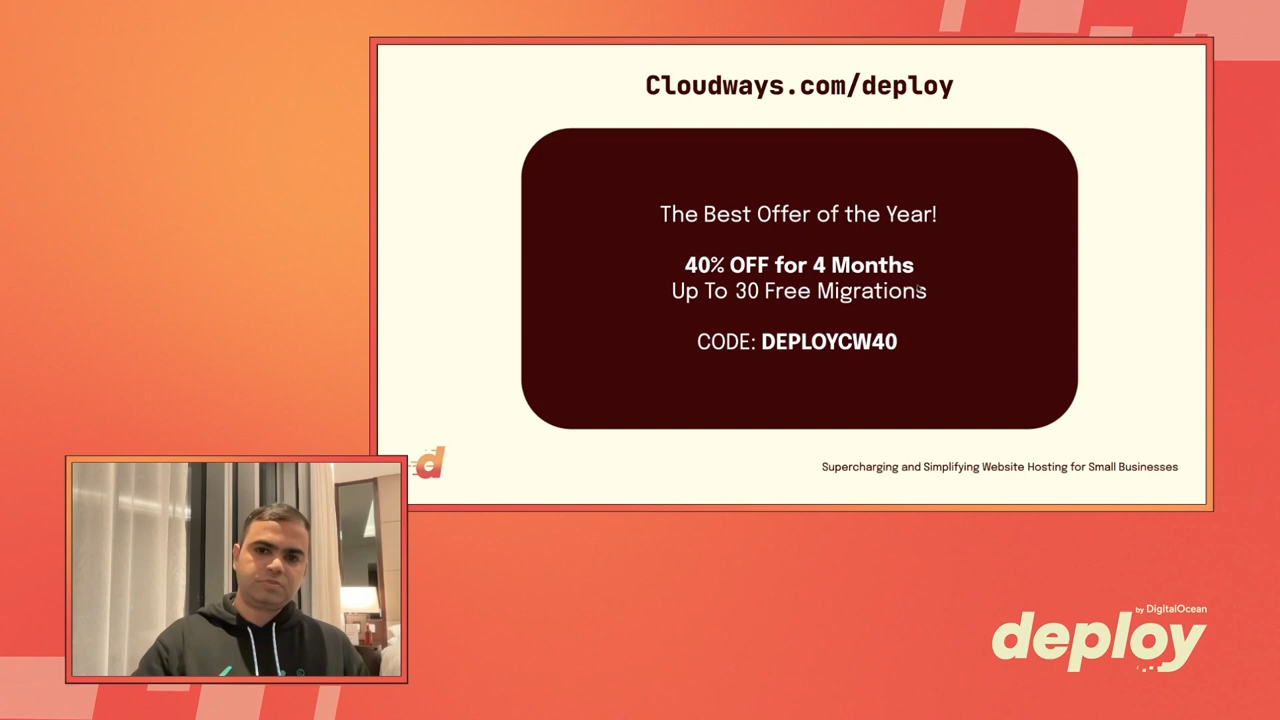 Cloudways.com/deploy
The Best Offer of the Year!
40% OFF for 4 Months
Up To 30 Free Migrations
CODE: DEPLOYCW40
d
Supercharging and Simplifying Website Hosting for Small Businesses
by DigitalOcean
deploy